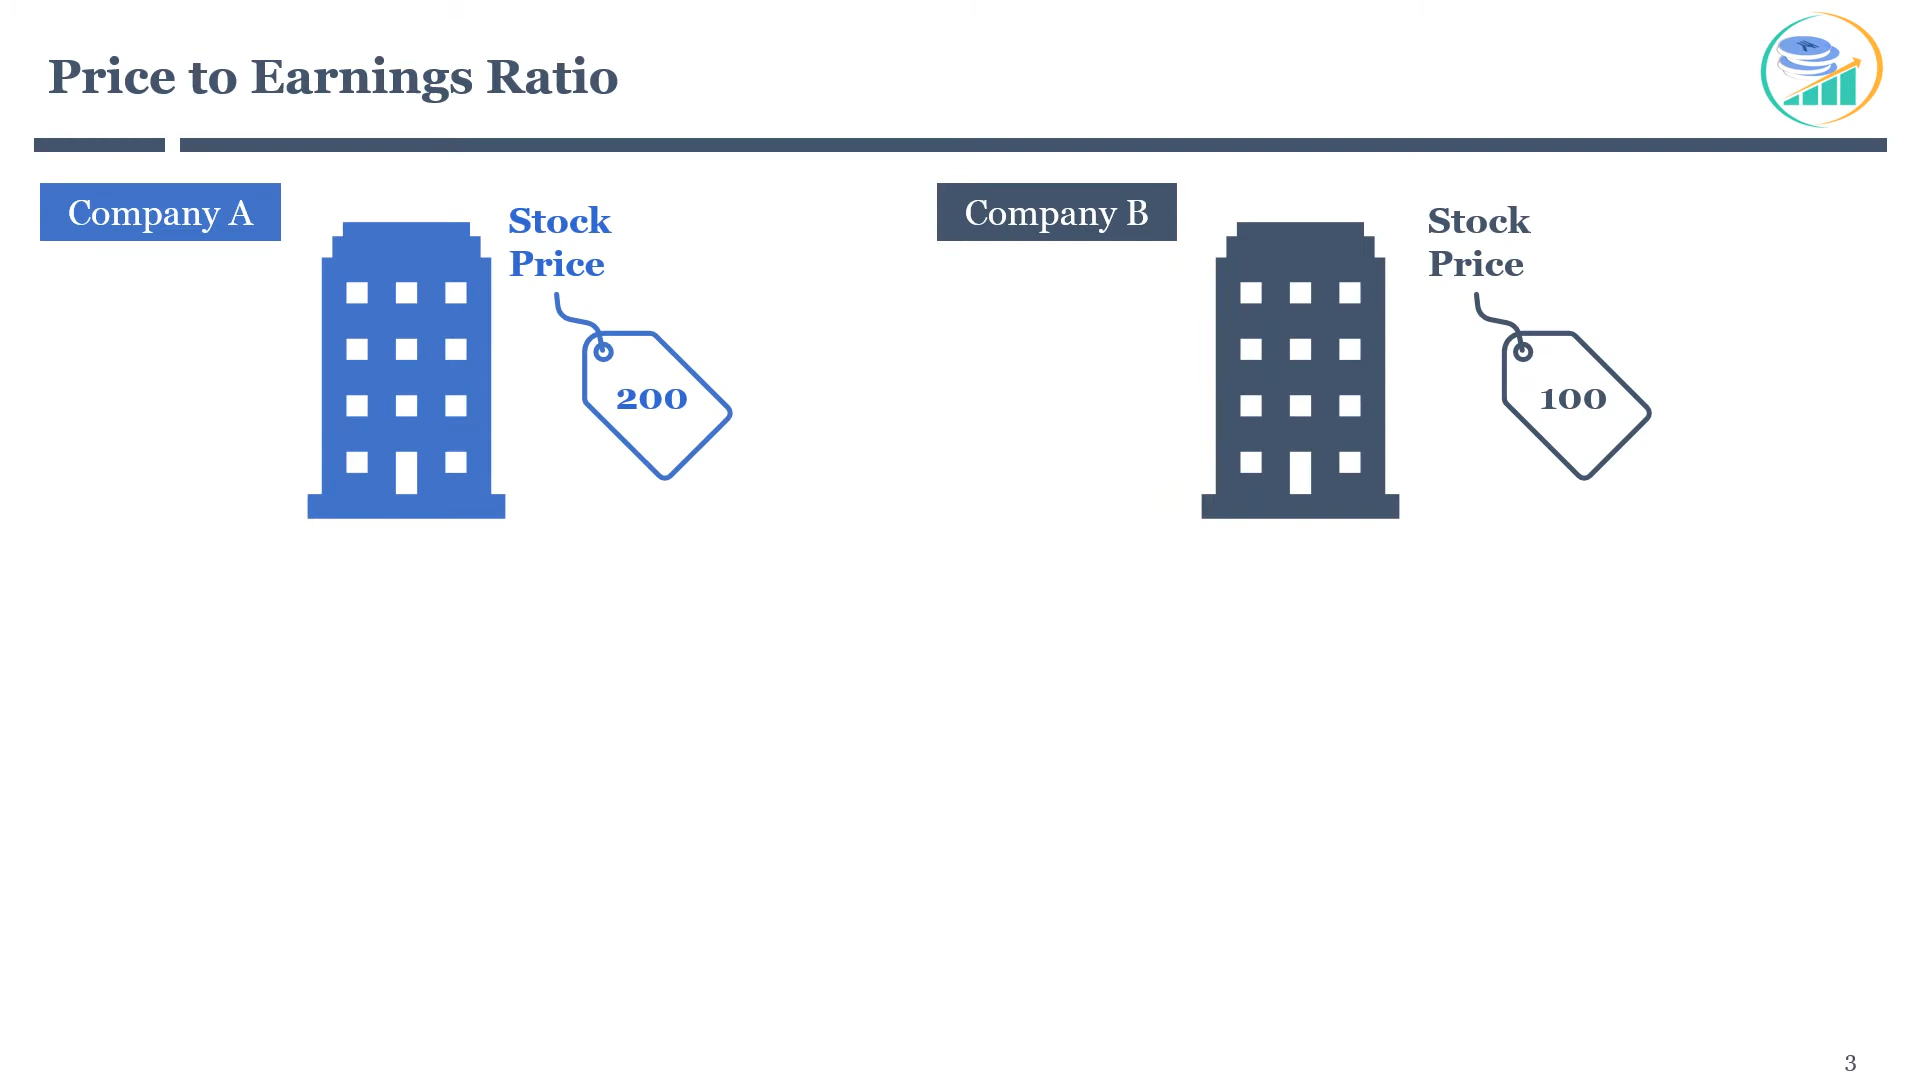 Price to Earnings Ratio
Company A
Stock
Price
200
Company B
Stock
Price
100
3